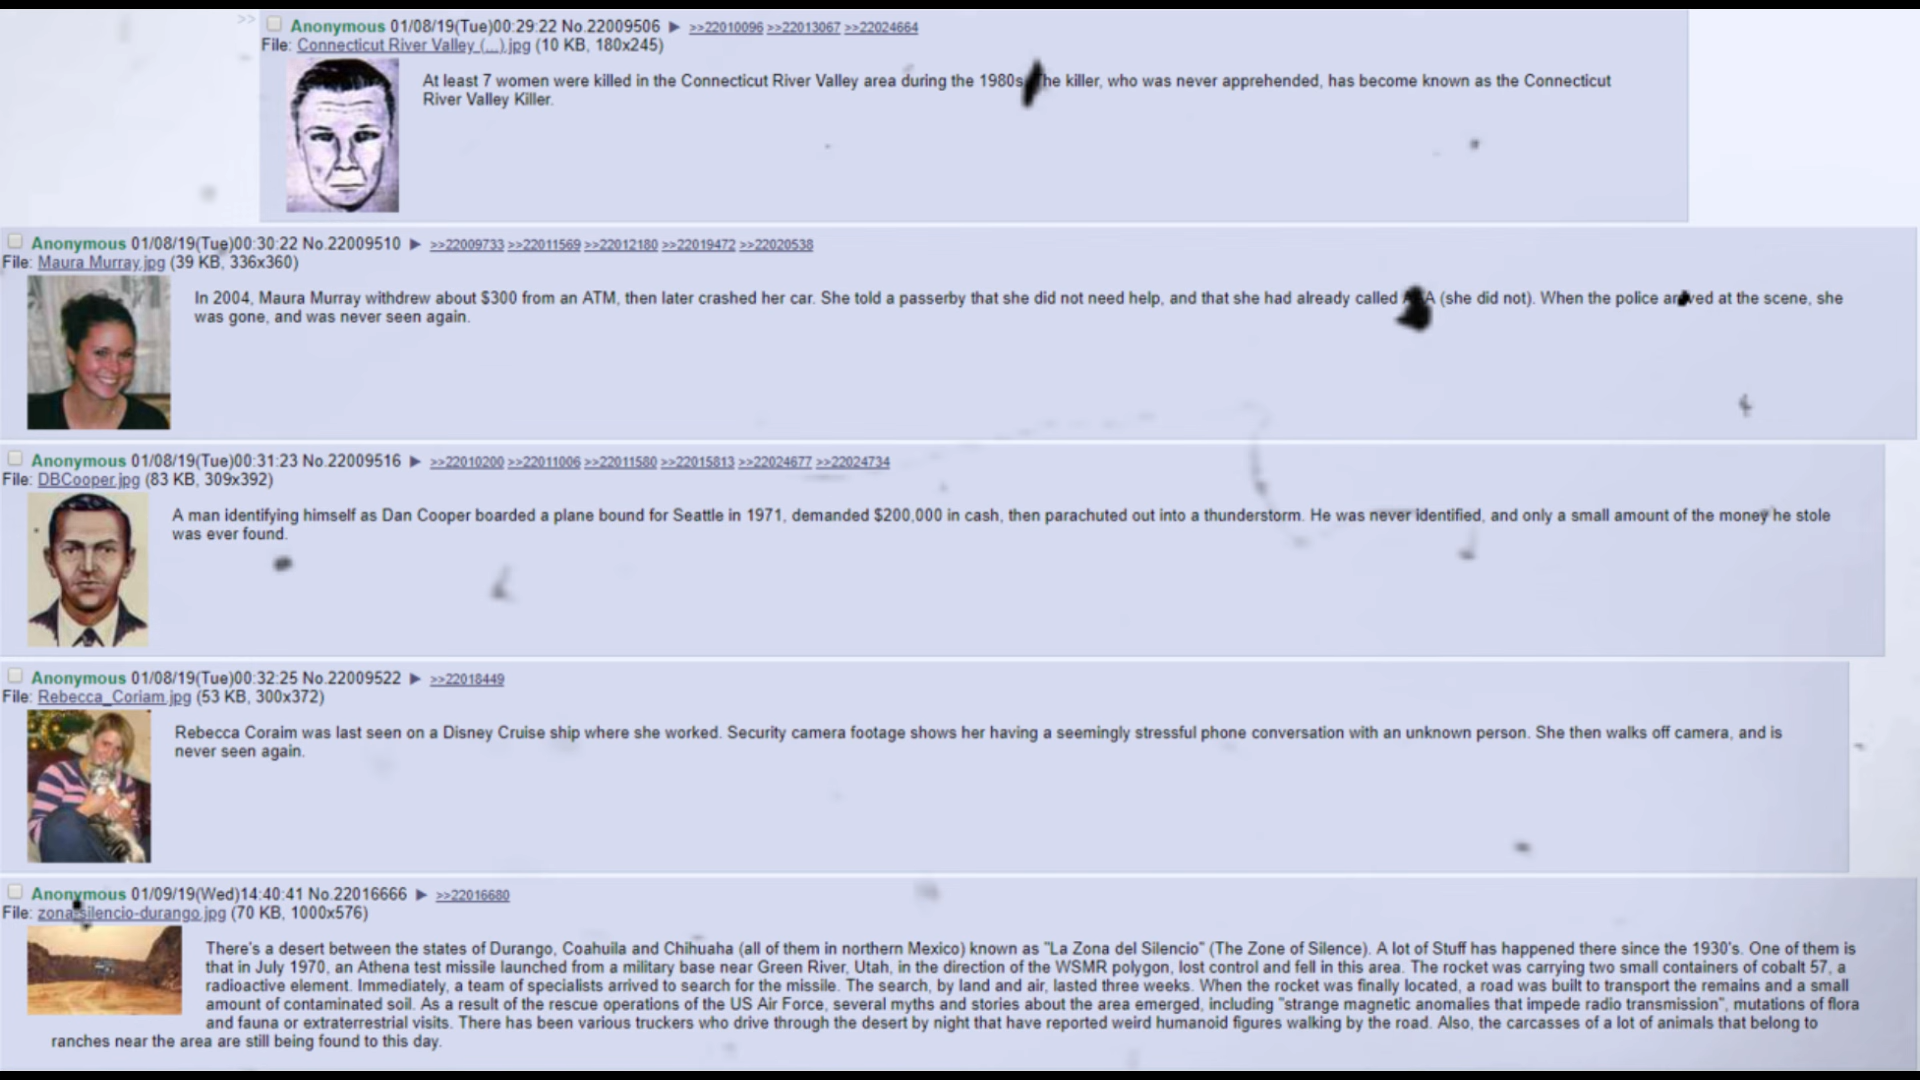 >> Anonymous 01/08/19(Tue)00:29:22 No.22009506 ▶ >>22010096 >>22013067 >>22024664
File: Connecticut River Valley (...).jpg (10 KB, 180x245)
At least 7 women were killed in the Connecticut River Valley area during the 1980s. The killer, who was never apprehended, has become known as the Connecticut
River Valley Killer.
Anonymous 01/08/19(Tue)00:30:22 No.22009510 ▶ >>22009733 >>22011569 >>22012180 >>22019472 >>22020538
File: Maura Murray.jpg (39 KB, 336x360)
In 2004, Maura Murray withdrew about $300 from an ATM, then later crashed her car. She told a passerby that she did not need help, and that she had already called (she did not). When the police arrived at the scene, she
was gone, and was never seen again.
Anonymous 01/08/19(Tue)00:31:23 No.22009516 ▶ >>22010200 >>22011006 >>22011580 >>22015813 >>22024677 >>22024734
File: DBCooper.jpg (83 KB, 309x392)
A man identifying himself as Dan Cooper boarded a plane bound for Seattle in 1971, demanded $200,000 in cash, then parachuted out into a thunderstorm. He was never identified, and only a small amount of the money he stole
was ever found.
Anonymous 01/08/19(Tue)00:32:25 No.22009522 ▶ >>22018449
File: Rebecca_Coriam.jpg (53 KB, 300x372)
Rebecca Coraim was last seen on a Disney Cruise ship where she worked. Security camera footage shows her having a seemingly stressful phone conversation with an unknown person. She then walks off camera, and is
never seen again.
Anonymous 01/09/19(Wed)14:40:41 No.22016666 ▶ >>22016680
File: zona-silencio-durango.jpg (70 KB, 1000x576)
There's a desert between the states of Durango, Coahuila and Chihuaha (all of them in northern Mexico) known as "La Zona del Silencio" (The Zone of Silence). A lot of Stuff has happened there since the 1930's. One of them is
that in July 1970, an Athena test missile launched from a military base near Green River, Utah, in the direction of the WSMR polygon, lost control and fell in this area. The rocket was carrying two small containers of cobalt 57, a
radioactive element. Immediately, a team of specialists arrived to search for the missile. The search, by land and air, lasted three weeks. When the rocket was finally located, a road was built to transport the remains and a small
amount of contaminated soil. As a result of the rescue operations of the US Air Force, several myths and stories about the area emerged, including "strange magnetic anomalies that impede radio transmission", mutations of flora
and fauna or extraterrestrial visits. There has been various truckers who drive through the desert by night that have reported weird humanoid figures walking by the road. Also, the carcasses of a lot of animals that belong to
ranches near the area are still being found to this day.